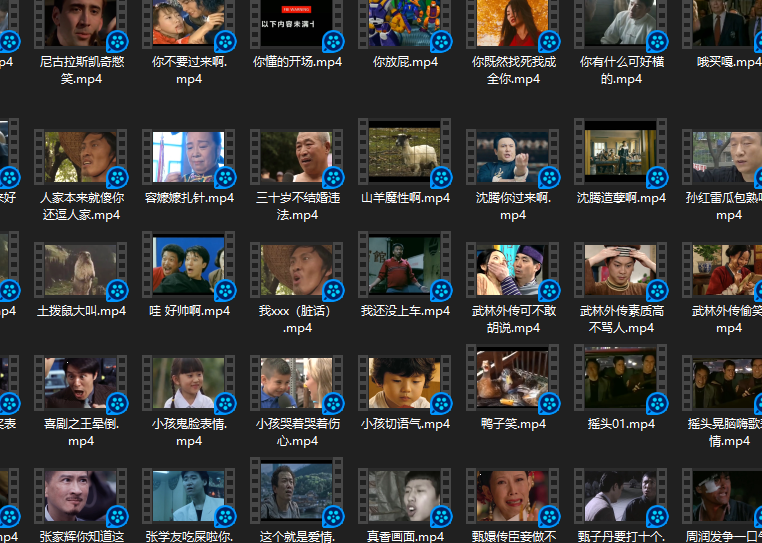 THE WARNING
以下内容未满十
p4
尼古拉斯凯奇憨
笑.mp4
你不要过来啊.
mp4
你懂的开场.mp4
你放屁.mp4
你既然找死我成
全你.mp4
你有什么可好横
的.mp4
哦买嘎.mp4
好
人家本来就傻你
还逗人家.mp4
容嬷嬷扎针.mp4
三十岁不结婚违
法.mp4
山羊魔性啊.mp4
沈腾你过来啊.
mp4
沈腾造孽啊.mp4
孙红雷瓜包熟
p4
土拨鼠大叫.mp4
哇 好帅啊.mp4
我xxx（脏话）
.mp4
我还没上车.mp4
武林外传可不敢
胡说.mp4
武林外传素质高
不骂人.mp4
武林外传偷笑
mp4
表
喜剧之王晕倒.
mp4
小孩鬼脸表情.
mp4
小孩哭着哭着伤
心.mp4
小孩切语气.mp4
鸭子笑.mp4
摇头01.mp4
摇头晃脑嗨歌
情.mp4
p4
张家辉你知道这
张学友吃屎啦你.
这个就是爱情.
真香画面.mp4
甄嬛传臣妾做不
甄子丹要打十个.
周润发争一口